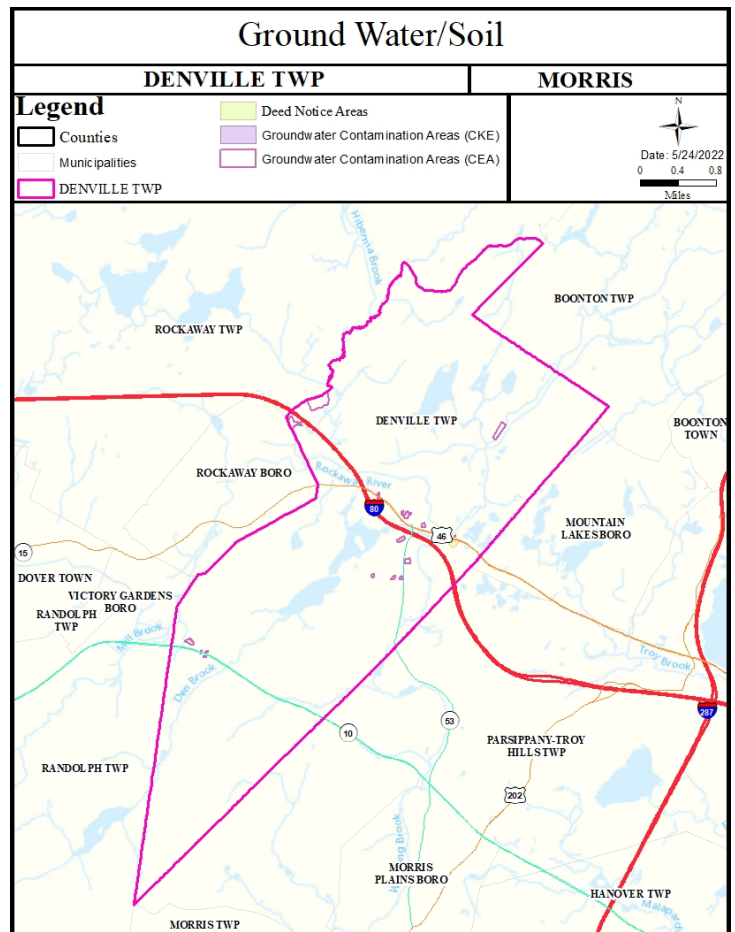 Ground Water/Soil
DENVILLE TWP
MORRIS
Legend
Counties
Municipalities
DENVILLE TWP
Deed Notice Areas
Groundwater Contamination Areas (CKE)
Groundwater Contamination Areas (CEA)
N
Date: 5/24/2022
0 0.4 0.8
Miles
Hibernia Brook
BOONTON TWP
ROCKAWAY TWP
DENVILLE TWP
BOONTON
TOWN
ROCKAWAY BORO
Rockaway River
80
46
MOUNTAIN
LAKES BORO
15
DOVER TOWN
VICTORY GARDENS
BORO
RANDOLPH
TWP
Mill Brook
Den Brook
Troy Brook
287
53
10
PARSIPPANY-TROY
HILLS TWP
RANDOLPH TWP
202
Brook
MORRIS
PLAINS BORO
HANOVER TWP
MORRIS TWP